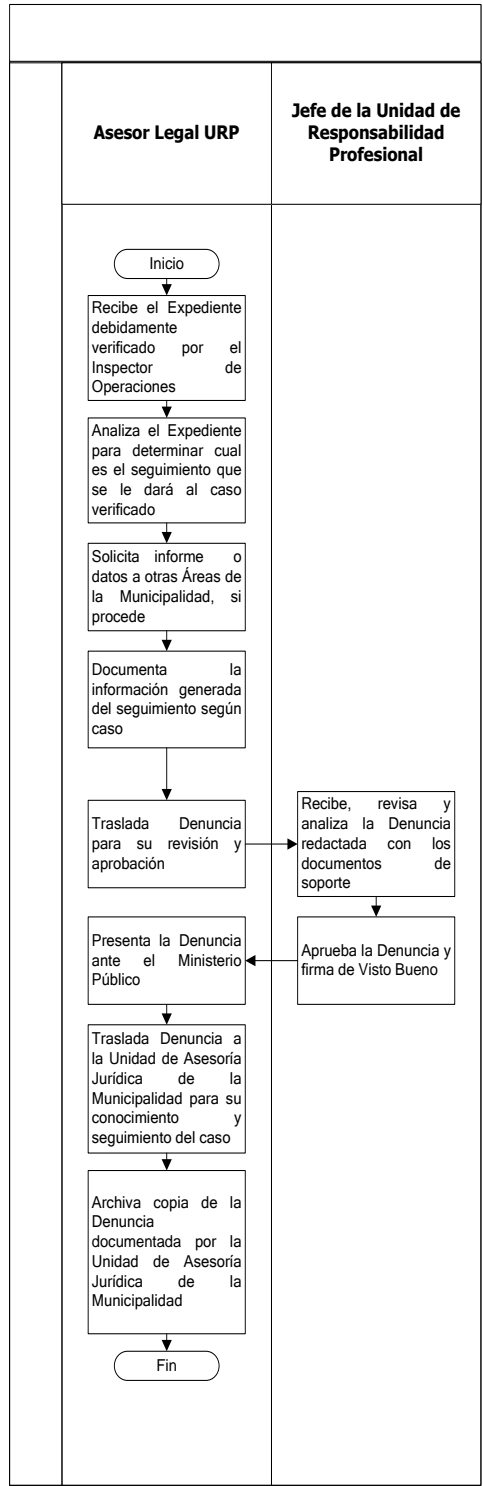 Asesor Legal URP
Jefe de la Unidad de
Responsabilidad
Profesional
Inicio
Recibe el Expediente
debidamente
verificado por el
Inspector de
Operaciones
Analiza el Expediente
para determinar cual
es el seguimiento que
se le dará al caso
verificado
Solicita informe o
datos a otras Áreas de
la Municipalidad, si
procede
Documenta la
información generada
del seguimiento según
caso
Traslada Denuncia
para su revisión y
aprobación
Recibe, revisa y
analiza la Denuncia
redactada con los
documentos de
soporte
Aprueba la Denuncia y
firma de Visto Bueno
Presenta la Denuncia
ante el Ministerio
Público
Traslada Denuncia a
la Unidad de Asesoría
Jurídica de la
Municipalidad para su
conocimiento y
seguimiento del caso
Archiva copia de la
Denuncia
documentada por la
Unidad de Asesoría
Jurídica de la
Municipalidad
Fin